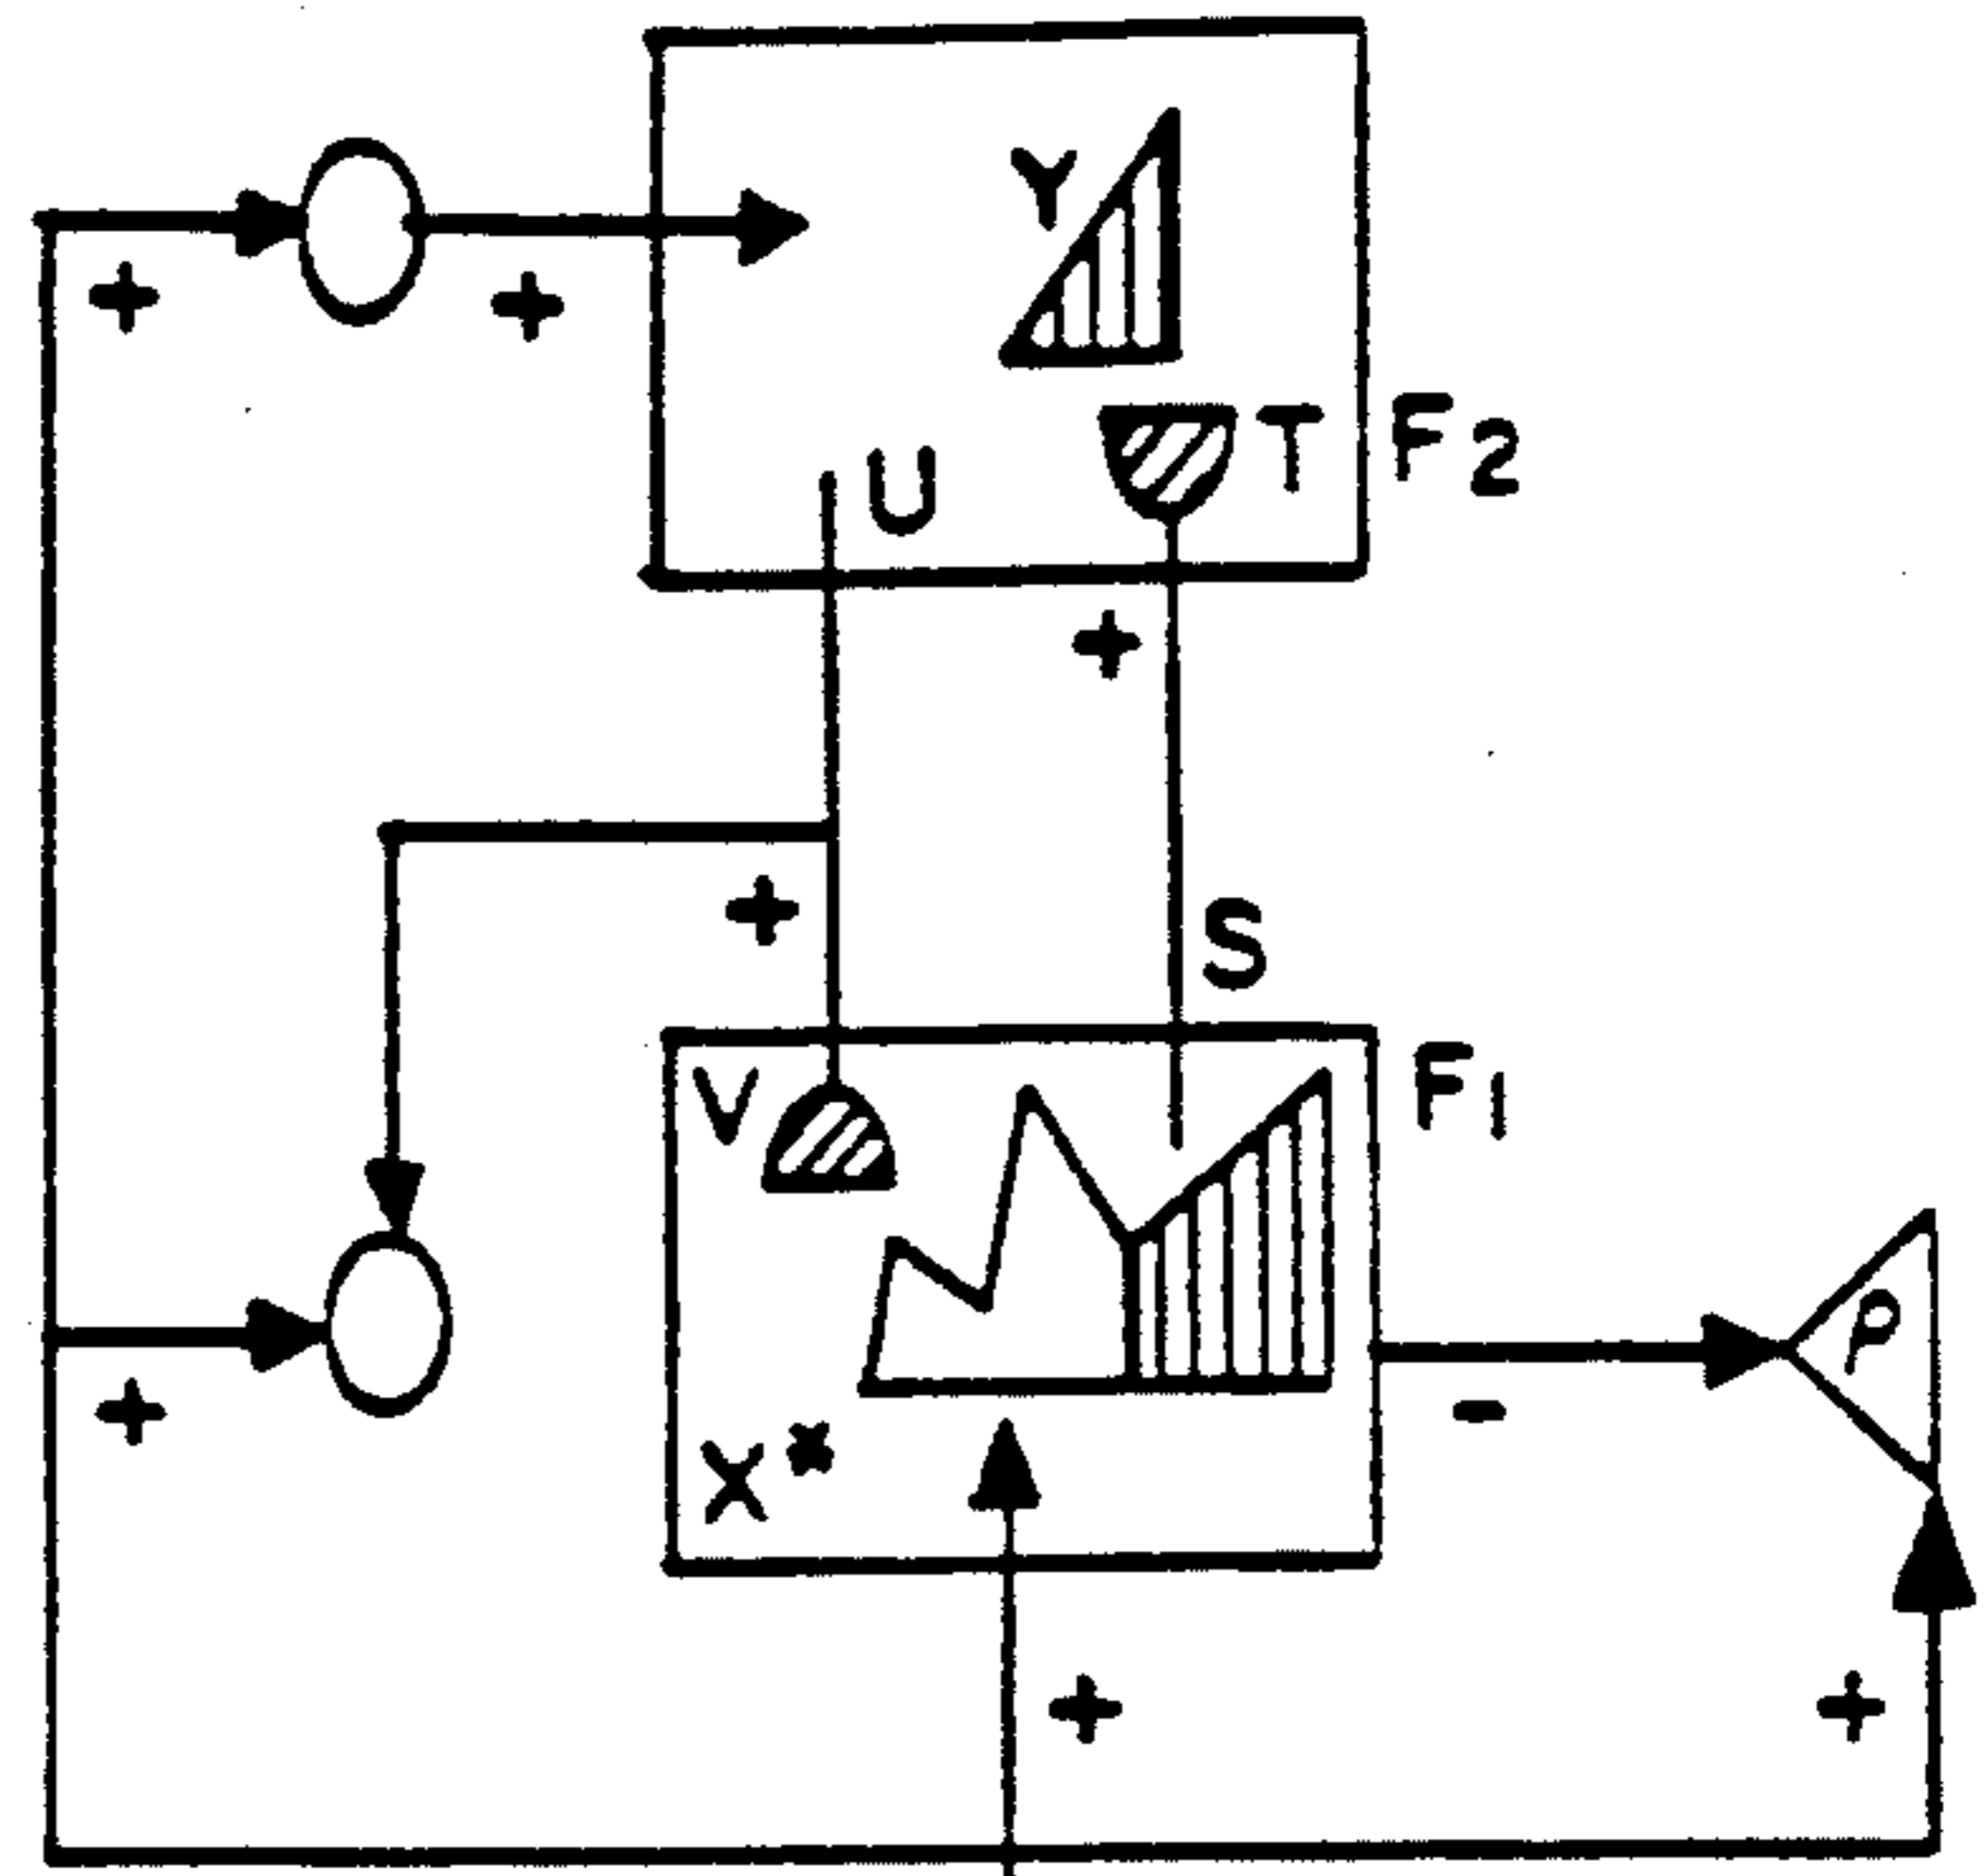 Y
+
+
U
T
F2
+
+
S
V
F1
ρ
+
-
X*
+
+